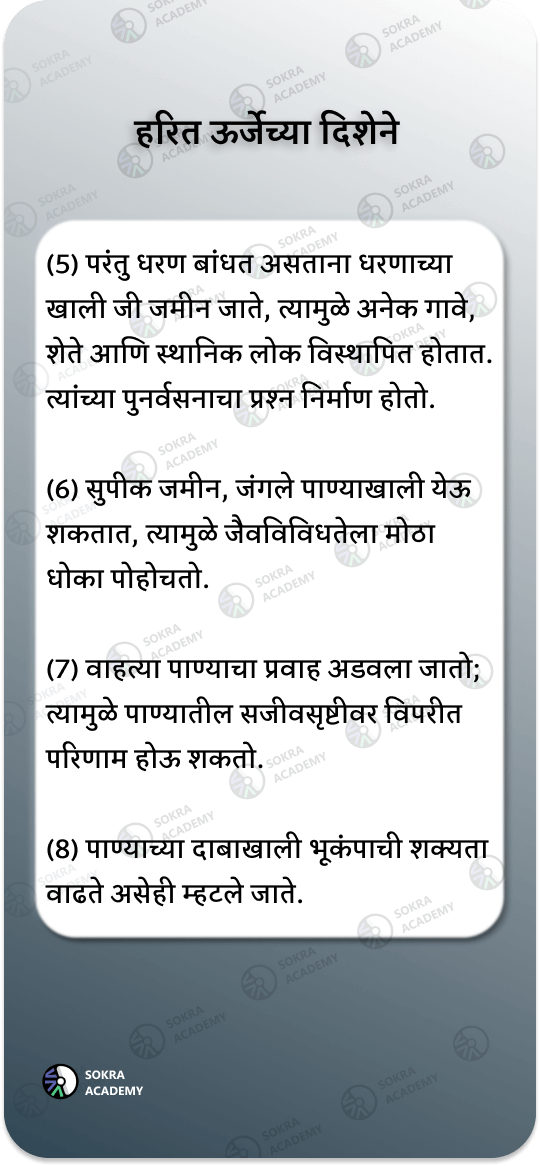 हरित ऊर्जेच्या दिशेने
(5) परंतु धरण बांधत असताना धरणाच्या
खाली जी जमीन जाते, त्यामुळे अनेक गावे,
शेते आणि स्थानिक लोक विस्थापित होतात.
त्यांच्या पुनर्वसनाचा प्रश्न निर्माण होतो.
(6) सुपीक जमीन, जंगले पाण्याखाली येऊ
शकतात, त्यामुळे जैवविविधतेला मोठा
धोका पोहोचतो.
(7) वाहत्या पाण्याचा प्रवाह अडवला जातो;
त्यामुळे पाण्यातील सजीवसृष्टीवर विपरीत
परिणाम होऊ शकतो.
(8) पाण्याच्या दाबाखाली भूकंपाची शक्यता
वाढते असेही म्हटले जाते.
SOKRA
ACADEMY